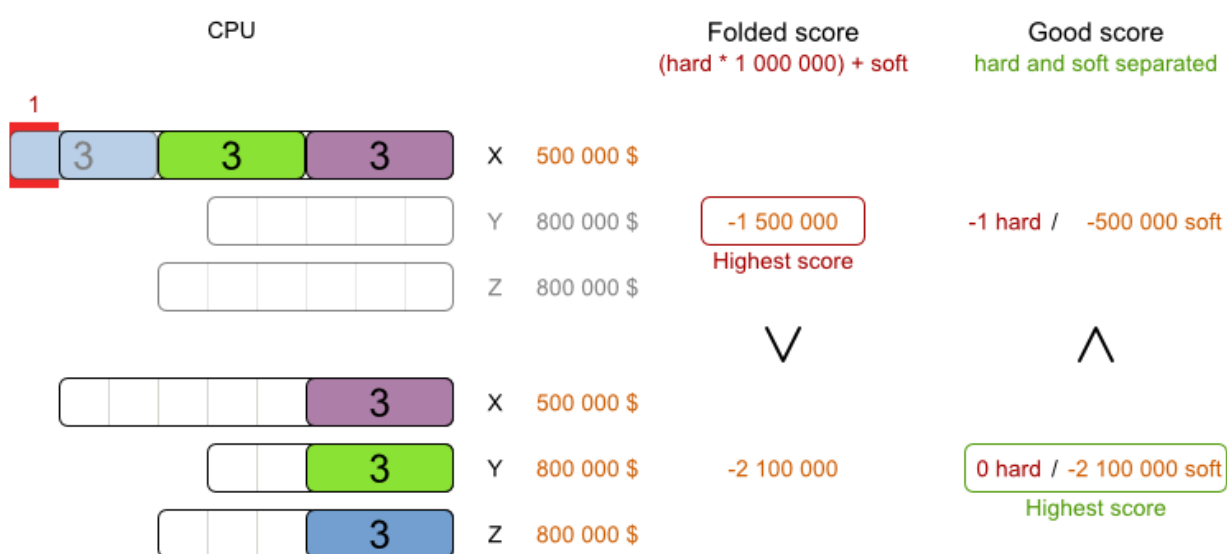 CPU Folded score Good score
(hard * 1 000 000) + soft hard and soft separated
1
3 3 3 X 500 000 $
Y 800 000 $ -1 500 000 -1 hard / -500 000 soft
Highest score
Z 800 000 $
> <
3 X 500 000 $
3 Y 800 000 $ -2 100 000 0 hard / -2 100 000 soft
Highest score
3 Z 800 000 $